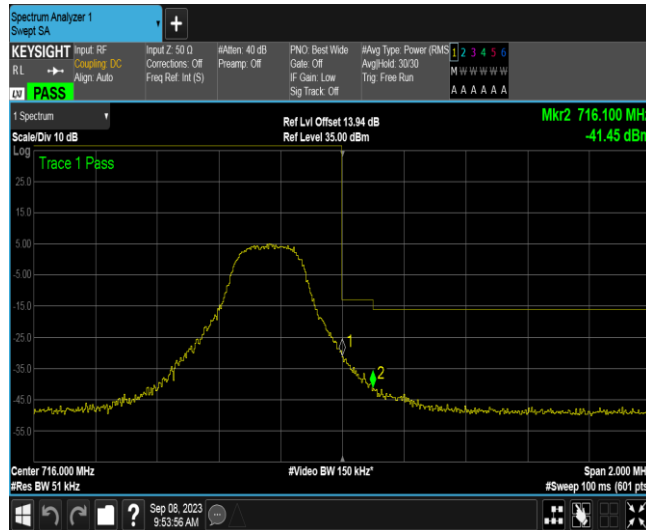 Spectrum Analyzer 1
Swept SA
+
KEYSIGHT Input: RF Input Z: 50 Ω #Atten: 40 dB PNO: Best Wide #Avg Type: Power (RMS 1 2 3 4 5 6
RL Coupling: DC Corrections: Off Preamp: Off Gate: Off Avg|Hold: 30/30 M W W W W W
Align: Auto Freq Ref: Int (S) IF Gain: Low Trig: Free Run
LXI PASS Sig Track: Off A A A A A A
1 Spectrum Ref Lvl Offset 13.94 dB Mkr2 716.100 MHz
Scale/Div 10 dB Ref Level 35.00 dBm -41.45 dBm
Log
Trace 1 Pass
25.0
15.0
5.00
-5.00
-15.0
-25.0
1
-35.0
2
-45.0
-55.0
Center 716.000 MHz #Video BW 150 kHz* Span 2.000 MH
#Res BW 51 kHz #Sweep 100 ms (601 pts
? Sep 08, 2023
9:53:56 AM